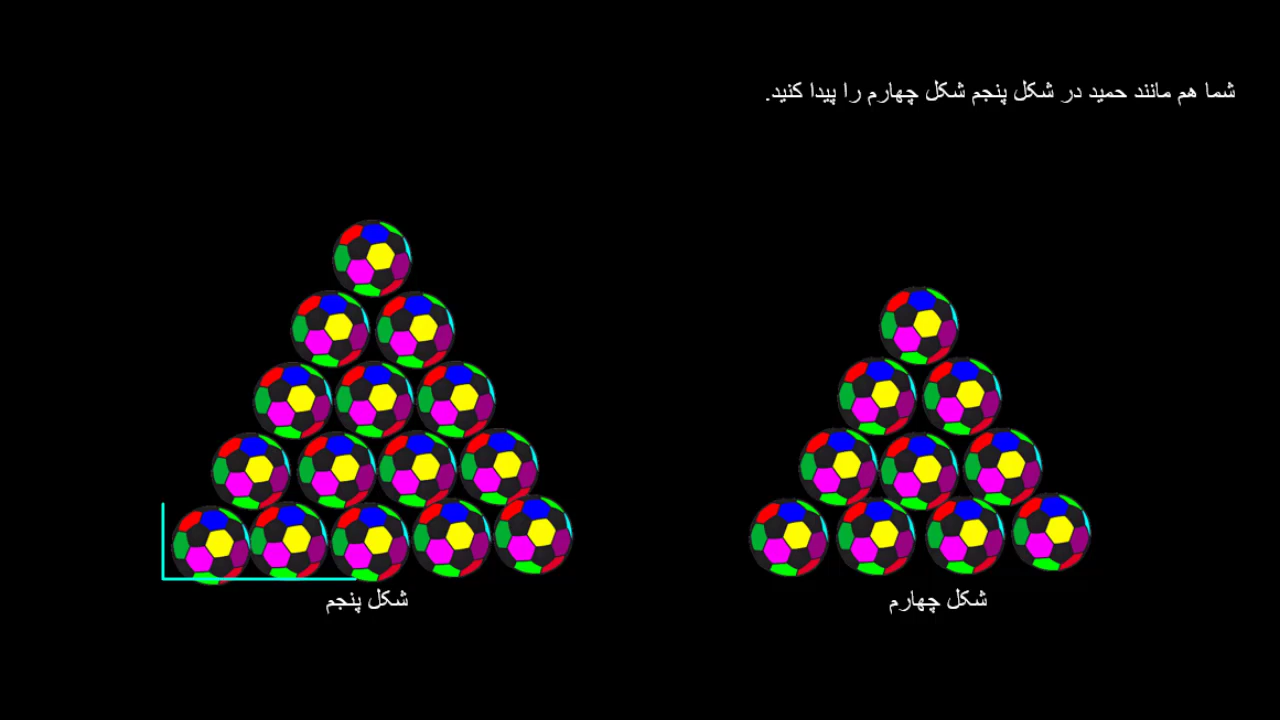 شما هم مانند حمید در شکل پنجم شکل چهارم را پیدا کنید.
شکل چهارم
شکل پنجم